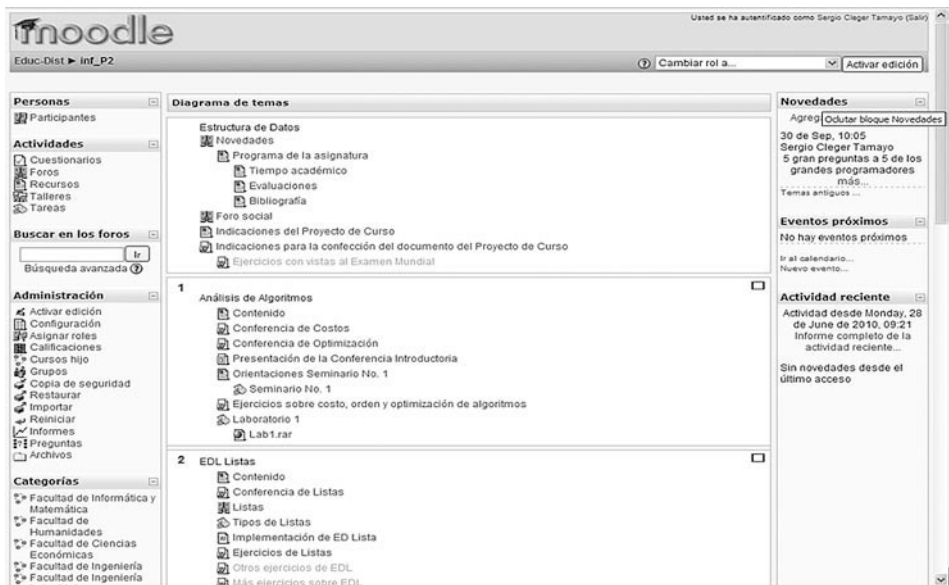 moodle
Usted se ha autentificado como Sergio Cleger Tamayo (Salir)
Educ-Dist ► inf_P2
Cambiar rol a...
Activar edición
Personas
Participantes
Actividades
Cuestionarios
Foros
Recursos
Talleres
Tareas
Buscar en los foros
Ir
Búsqueda avanzada
Administración
Activar edición
Configuración
Asignar roles
Calificaciones
Cursos hijo
Grupos
Copia de seguridad
Restaurar
Importar
Reiniciar
Informes
Preguntas
Archivos
Categorías
Facultad de Informática y
Matemática
Facultad de
Humanidades
Facultad de Ciencias
Económicas
Facultad de Ingeniería
Facultad de Ingeniería
Diagrama de temas
Estructura de Datos
Novedades
Programa de la asignatura
Tiempo académico
Evaluaciones
Bibliografía
Foro social
Indicaciones del Proyecto de Curso
Indicaciones para la confección del documento del Proyecto de Curso
Ejercicios con vistas al Examen Mundial
1
Análisis de Algoritmos
Contenido
Conferencia de Costos
Conferencia de Optimización
Presentación de la Conferencia Introductoria
Orientaciones Seminario No. 1
Seminario No. 1
Ejercicios sobre costo, orden y optimización de algoritmos
Laboratorio 1
Lab1.rar
2
EDL Listas
Contenido
Conferencia de Listas
Listas
Tipos de Listas
Implementación de ED Lista
Ejercicios de Listas
Otros ejercicios de EDL
Más ejercicios sobre EDL
Novedades
Agreg
Oclutar bloque Novedades
30 de Sep, 10:05
Sergio Cleger Tamayo
5 gran preguntas a 5 de los
grandes programadores
más...
Temas antiguos ...
Eventos próximos
No hay eventos próximos
Ir al calendario...
Nuevo evento...
Actividad reciente
Actividad desde Monday, 28
de June de 2010, 09:21
Informe completo de la
actividad reciente...
Sin novedades desde el
último acceso